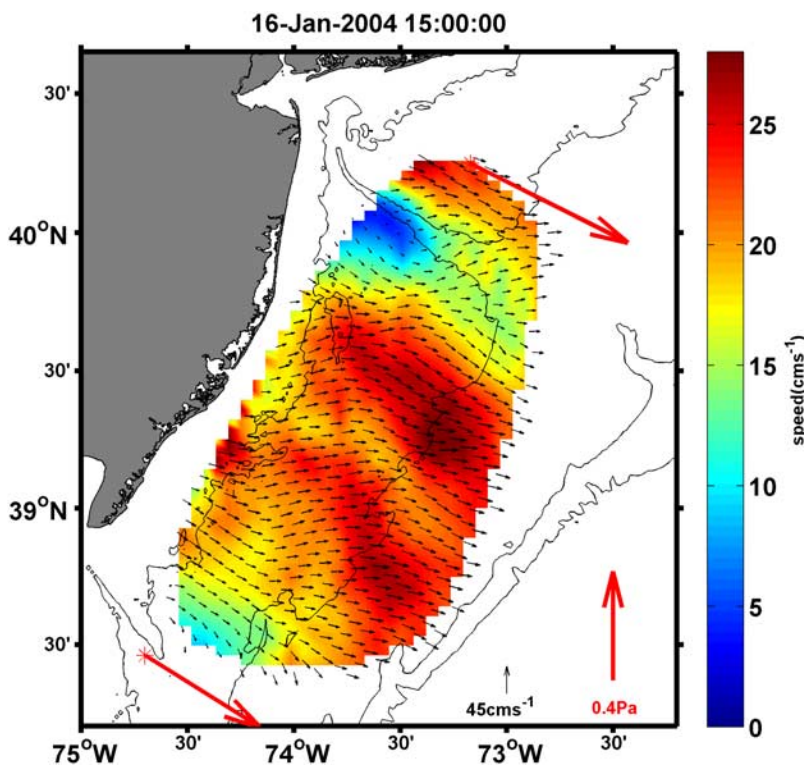 16-Jan-2004 15:00:00
30'
40°N
30'
39°N
30'
75°W
30'
74°W
30'
73°W
30'
45cms⁻¹
0.4Pa
25
20
15
10
5
0
speed(cms⁻¹)